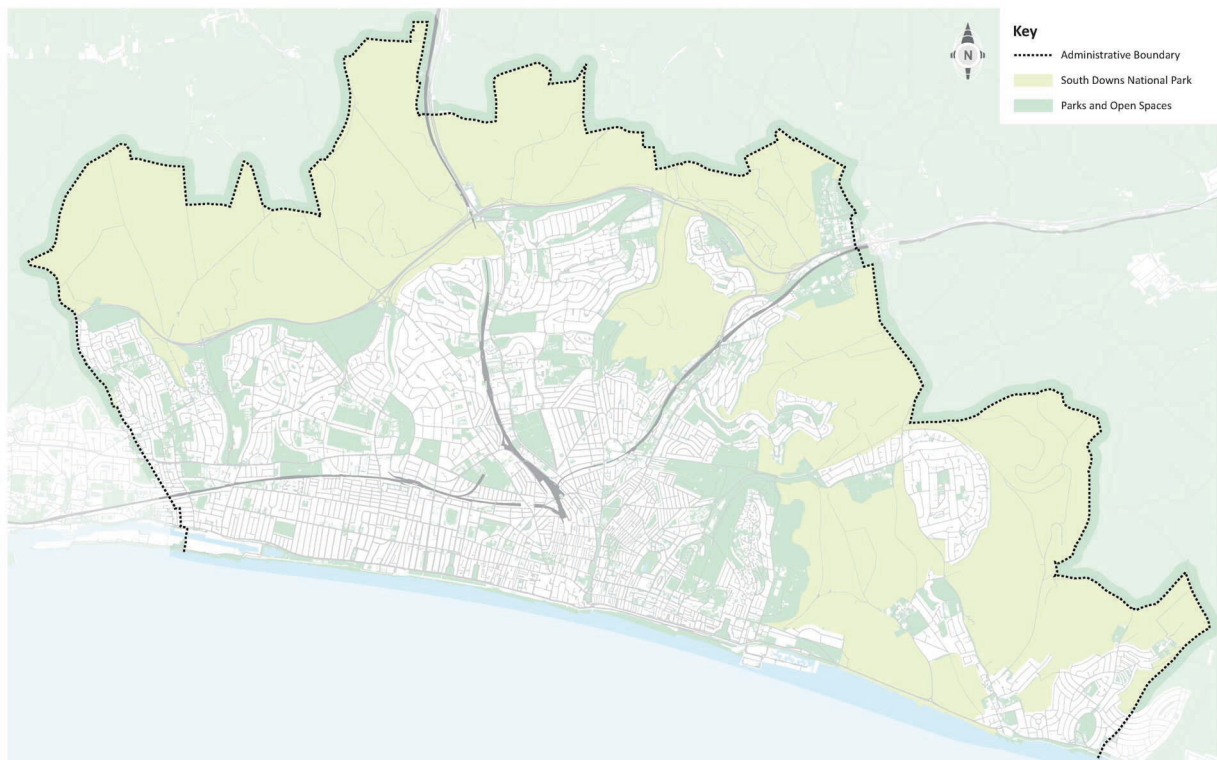 N
Key
Administrative Boundary
South Downs National Park
Parks and Open Spaces